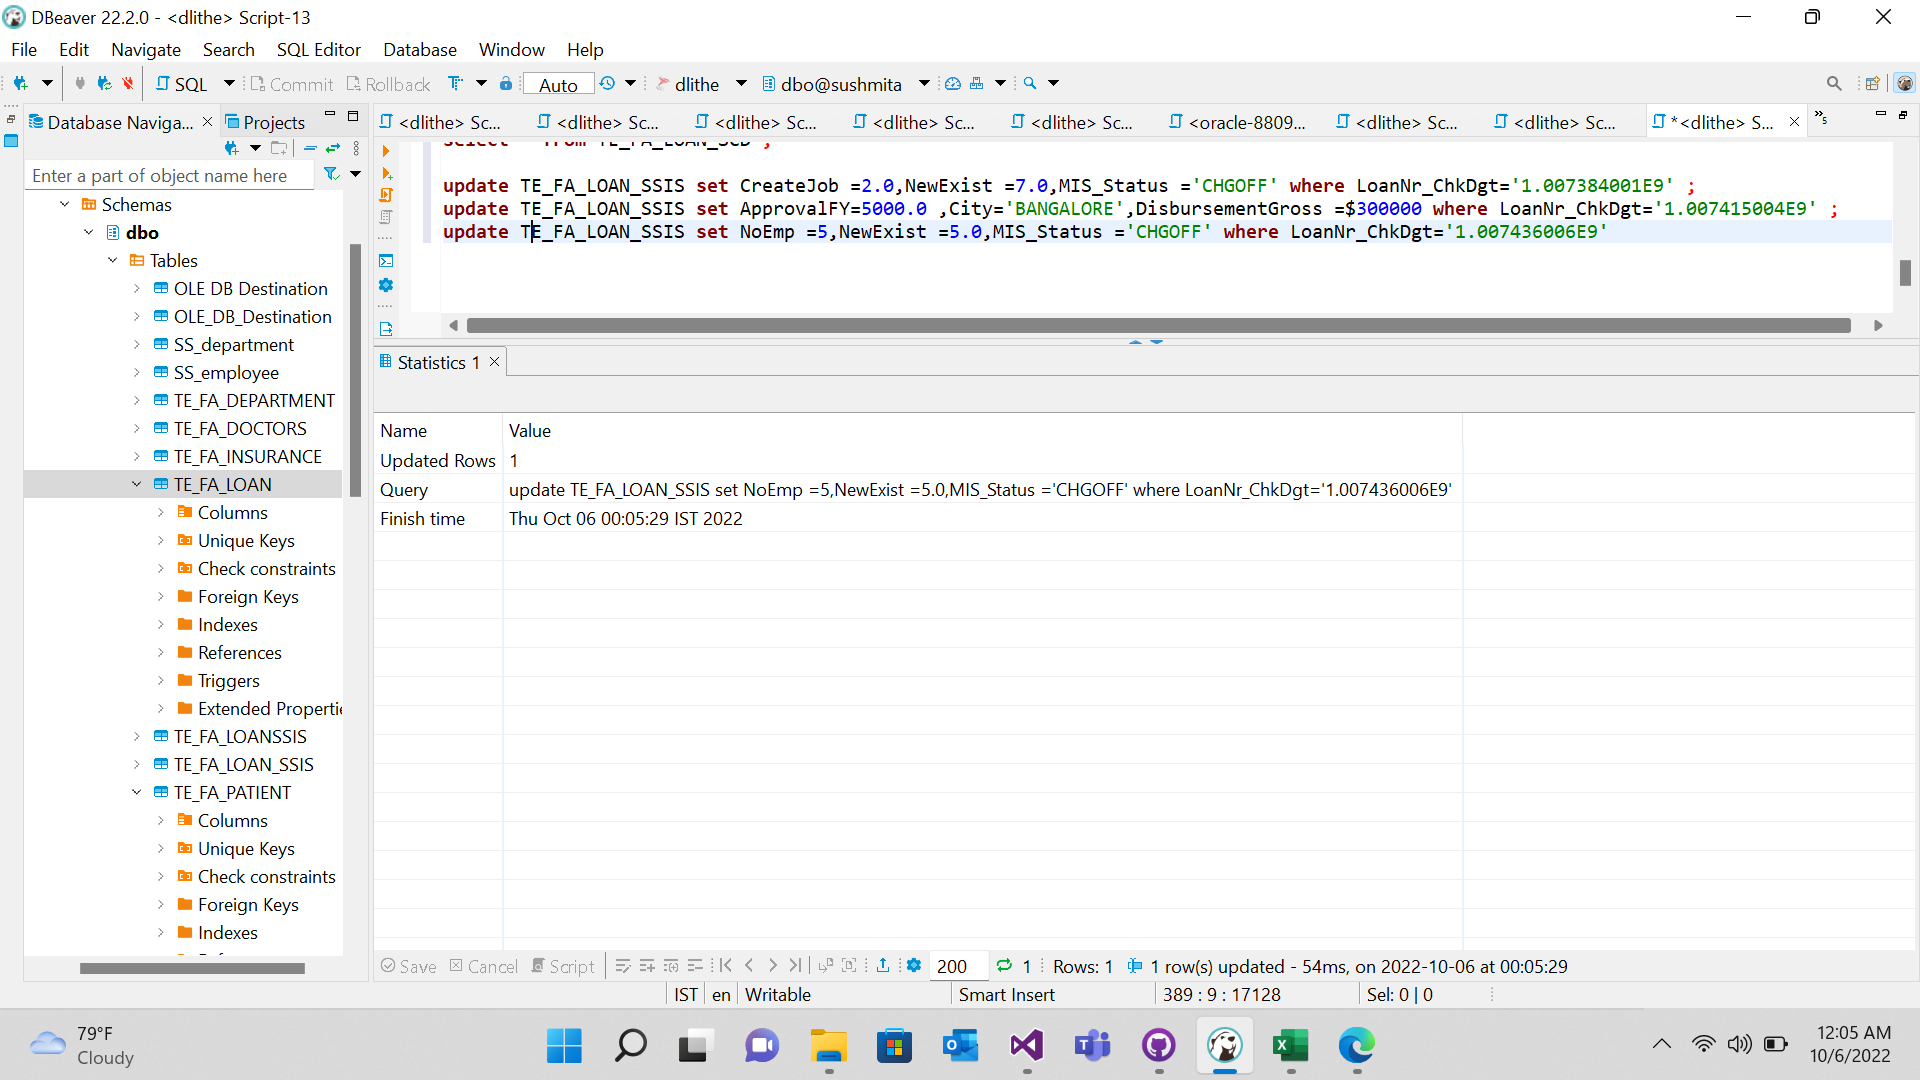 DBeaver 22.2.0 - <dlithe> Script-13
File Edit Navigate Search SQL Editor Database Window Help
SQL Commit Rollback Auto dlithe dbo@sushmita
Database Naviga... Projects
<dlithe> Sc... <dlithe> Sc... <dlithe> Sc... <dlithe> Sc... <dlithe> Sc... <oracle-8809... <dlithe> Sc... <dlithe> Sc... *<dlithe> S... »5
Enter a part of object name here
Schemas
dbo
Tables
OLE DB Destination
OLE_DB_Destination
SS_department
SS_employee
TE_FA_DEPARTMENT
TE_FA_DOCTORS
TE_FA_INSURANCE
TE_FA_LOAN
Columns
Unique Keys
Check constraints
Foreign Keys
Indexes
References
Triggers
Extended Propertie
TE_FA_LOANSSIS
TE_FA_LOAN_SSIS
TE_FA_PATIENT
Columns
Unique Keys
Check constraints
Foreign Keys
Indexes
select * from TE_FA_LOAN_SCD ;
update TE_FA_LOAN_SSIS set CreateJob =2.0,NewExist =7.0,MIS_Status ='CHGOFF' where LoanNr_ChkDgt='1.007384001E9' ;
update TE_FA_LOAN_SSIS set ApprovalFY=5000.0 ,City='BANGALORE',DisbursementGross =$300000 where LoanNr_ChkDgt='1.007415004E9' ;
update TE_FA_LOAN_SSIS set NoEmp =5,NewExist =5.0,MIS_Status ='CHGOFF' where LoanNr_ChkDgt='1.007436006E9'
Statistics 1
Name Value
Updated Rows 1
Query update TE_FA_LOAN_SSIS set NoEmp =5,NewExist =5.0,MIS_Status ='CHGOFF' where LoanNr_ChkDgt='1.007436006E9'
Finish time Thu Oct 06 00:05:29 IST 2022
Save Cancel Script 200 1 Rows: 1 1 row(s) updated - 54ms, on 2022-10-06 at 00:05:29
IST en Writable Smart Insert 389 : 9 : 17128 Sel: 0 | 0
79°F
Cloudy
12:05 AM
10/6/2022